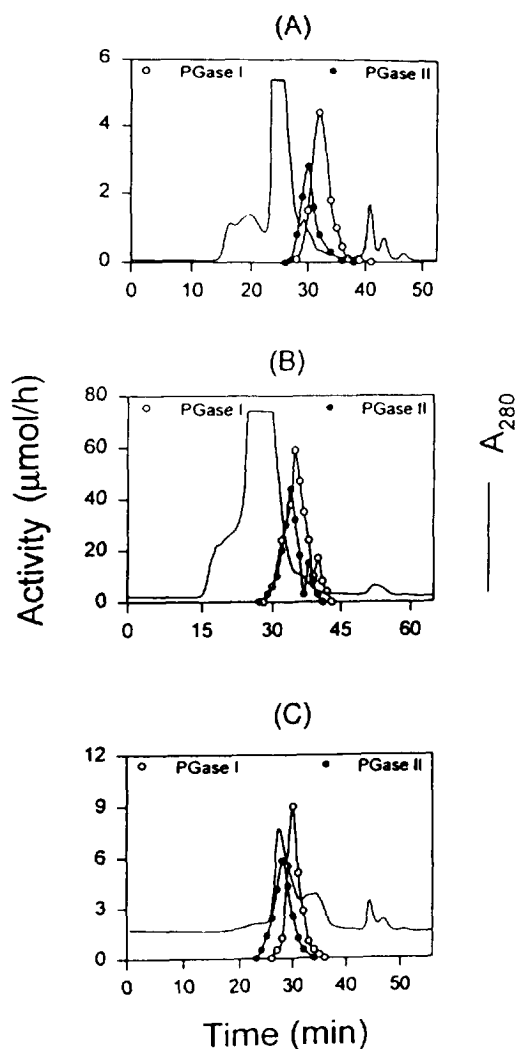 (A)
6
PGase I PGase II
4
2
0
0 10 20 30 40 50
(B)
80
PGase I PGase II
60
40
20
0
0 15 30 45 60
(C)
12
PGase I PGase II
9
6
3
0
0 10 20 30 40 50
Activity (µmol/h)
A280
Time (min)